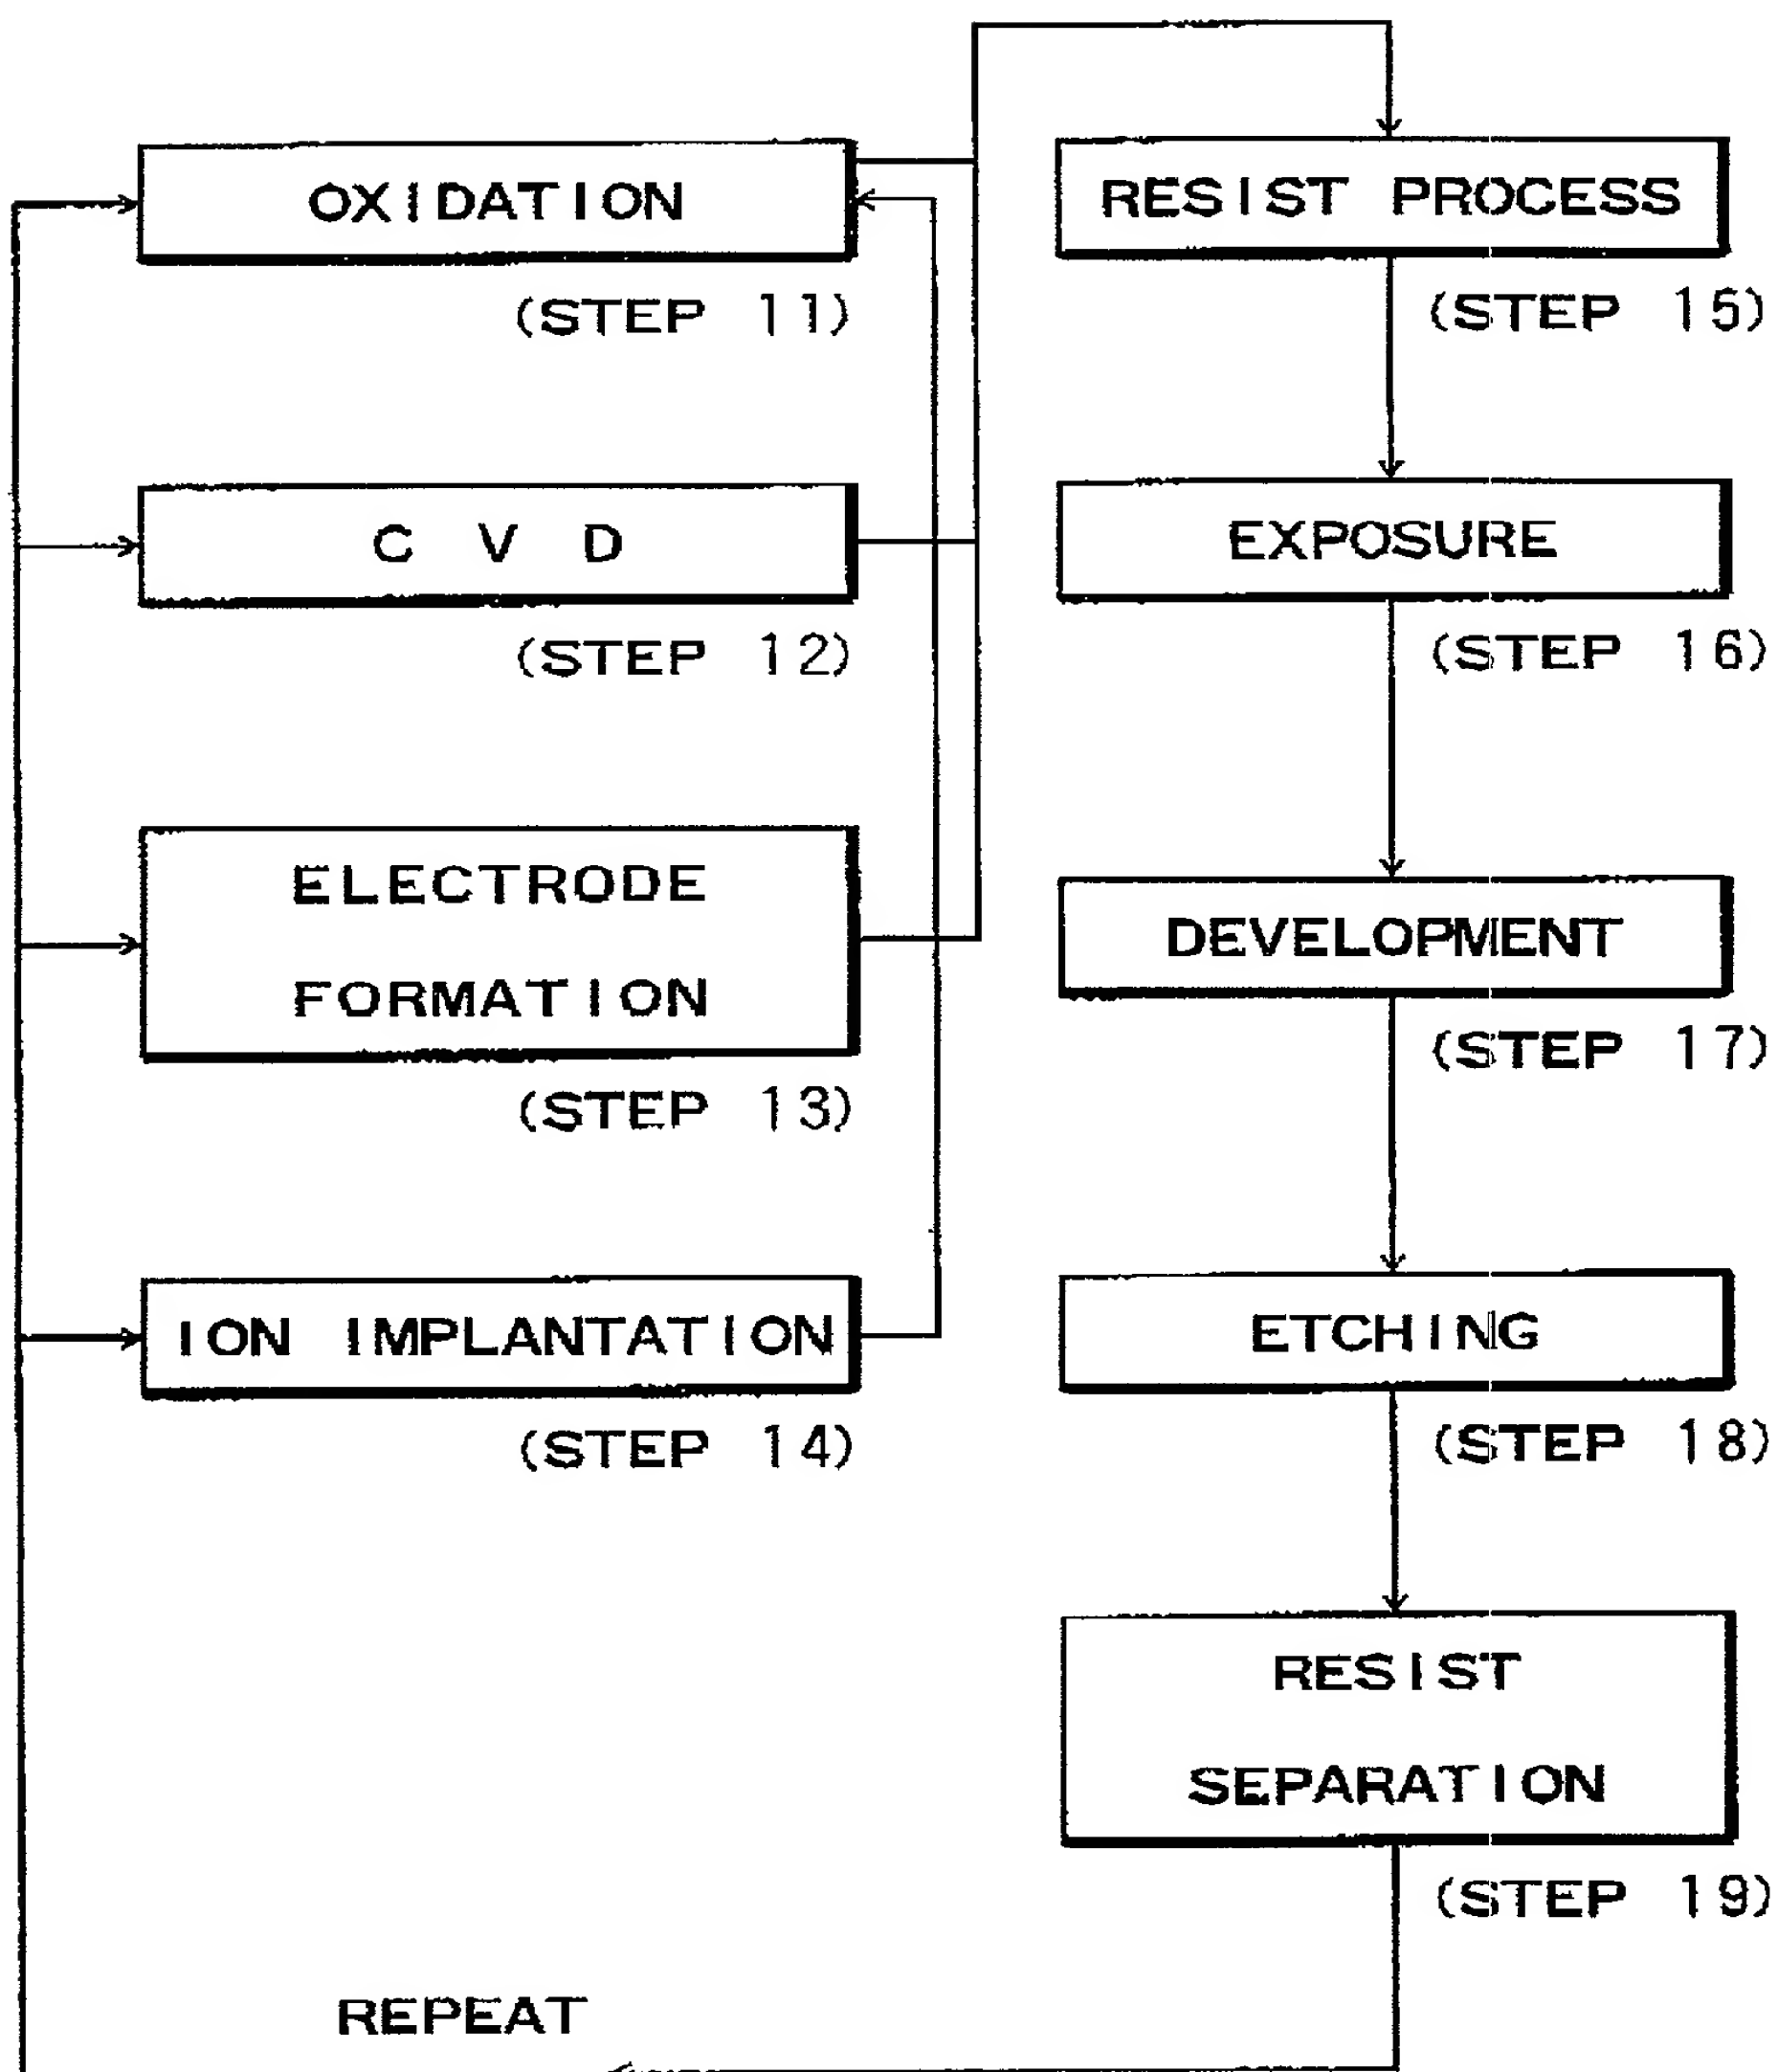 OXIDATION
(STEP 11)
C V D
(STEP 12)
ELECTRODE
FORMATION
(STEP 13)
ION IMPLANTATION
(STEP 14)
RESIST PROCESS
(STEP 15)
EXPOSURE
(STEP 16)
DEVELOPMENT
(STEP 17)
ETCHING
(STEP 18)
RESIST
SEPARATION
(STEP 19)
REPEAT